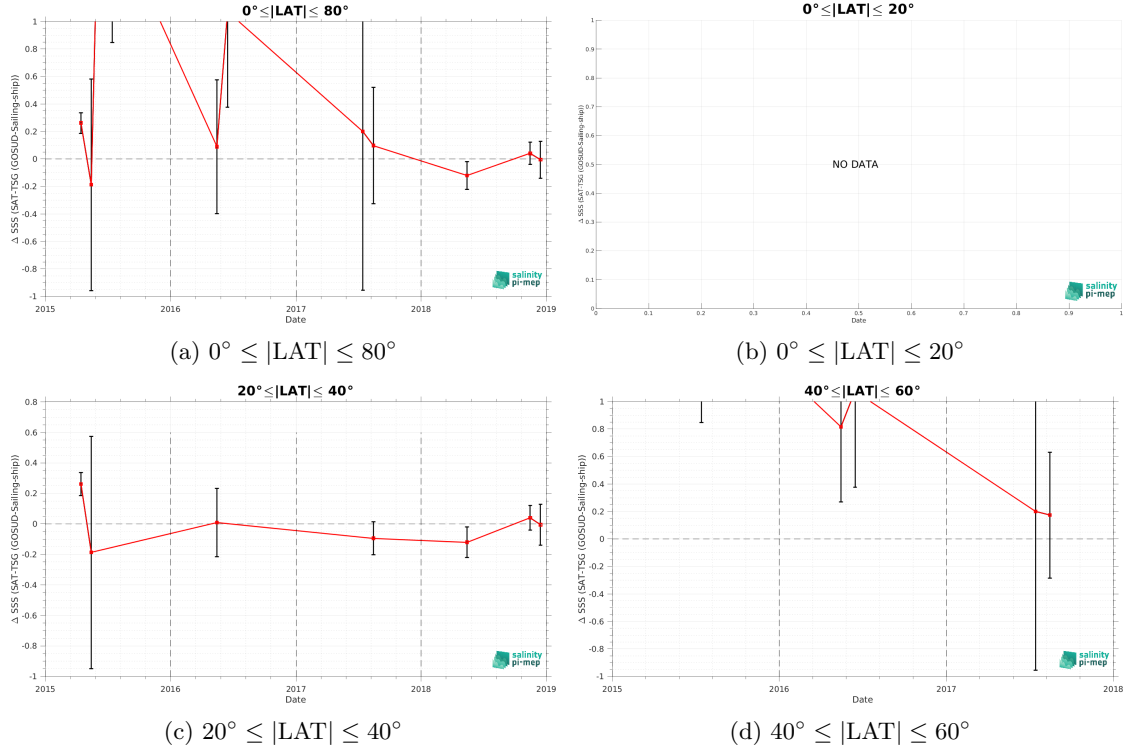 0°≤|LAT|≤ 80°
1
0.8
0.6
0.4
0.2
0
-0.2
-0.4
-0.6
-0.8
-1
Δ SSS (SAT-TSG (GOSUD-Sailing-ship))
2015 2016 2017 2018 2019
Date
salinity
pi-mep
(a) 0° ≤ |LAT| ≤ 80°
0°≤|LAT|≤ 20°
1
0.9
0.8
0.7
0.6
0.5
0.4
0.3
0.2
0.1
0
Δ SSS (SAT-TSG (GOSUD-Sailing-ship))
NO DATA
0 0.1 0.2 0.3 0.4 0.5 0.6 0.7 0.8 0.9 1
Date
salinity
pi-mep
(b) 0° ≤ |LAT| ≤ 20°
20°≤|LAT|≤ 40°
0.8
0.6
0.4
0.2
0
-0.2
-0.4
-0.6
-0.8
-1
Δ SSS (SAT-TSG (GOSUD-Sailing-ship))
2015 2016 2017 2018 2019
Date
salinity
pi-mep
(c) 20° ≤ |LAT| ≤ 40°
40°≤|LAT|≤ 60°
1
0.8
0.6
0.4
0.2
0
-0.2
-0.4
-0.6
-0.8
-1
Δ SSS (SAT-TSG (GOSUD-Sailing-ship))
2015 2016 2017 2018
Date
salinity
pi-mep
(d) 40° ≤ |LAT| ≤ 60°